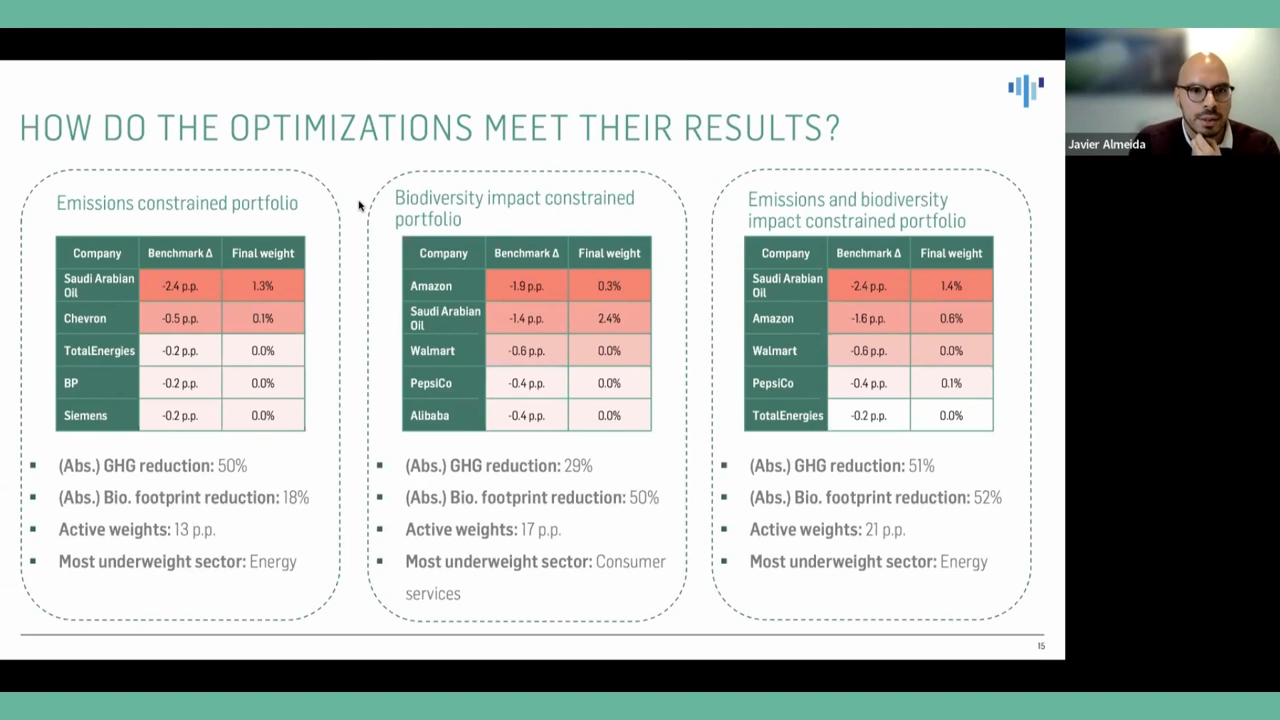 HOW DO THE OPTIMIZATIONS MEET THEIR RESULTS?
Javier Almeida
Emissions constrained portfolio
Company Benchmark Δ Final weight
Saudi Arabian
Oil -2.4 p.p. 1.3%
Chevron -0.5 p.p. 0.1%
TotalEnergies -0.2 p.p. 0.0%
BP -0.2 p.p. 0.0%
Siemens -0.2 p.p. 0.0%
▪ (Abs.) GHG reduction: 50%
▪ (Abs.) Bio. footprint reduction: 18%
▪ Active weights: 13 p.p.
▪ Most underweight sector: Energy
Biodiversity impact constrained
portfolio
Company Benchmark Δ Final weight
Amazon -1.9 p.p. 0.3%
Saudi Arabian
Oil -1.4 p.p. 2.4%
Walmart -0.6 p.p. 0.0%
PepsiCo -0.4 p.p. 0.0%
Alibaba -0.4 p.p. 0.0%
▪ (Abs.) GHG reduction: 29%
▪ (Abs.) Bio. footprint reduction: 50%
▪ Active weights: 17 p.p.
▪ Most underweight sector: Consumer
services
Emissions and biodiversity
impact constrained portfolio
Company Benchmark Δ Final weight
Saudi Arabian
Oil -2.4 p.p. 1.4%
Amazon -1.6 p.p. 0.6%
Walmart -0.6 p.p. 0.0%
PepsiCo -0.4 p.p. 0.1%
TotalEnergies -0.2 p.p. 0.0%
▪ (Abs.) GHG reduction: 51%
▪ (Abs.) Bio. footprint reduction: 52%
▪ Active weights: 21 p.p.
▪ Most underweight sector: Energy
15